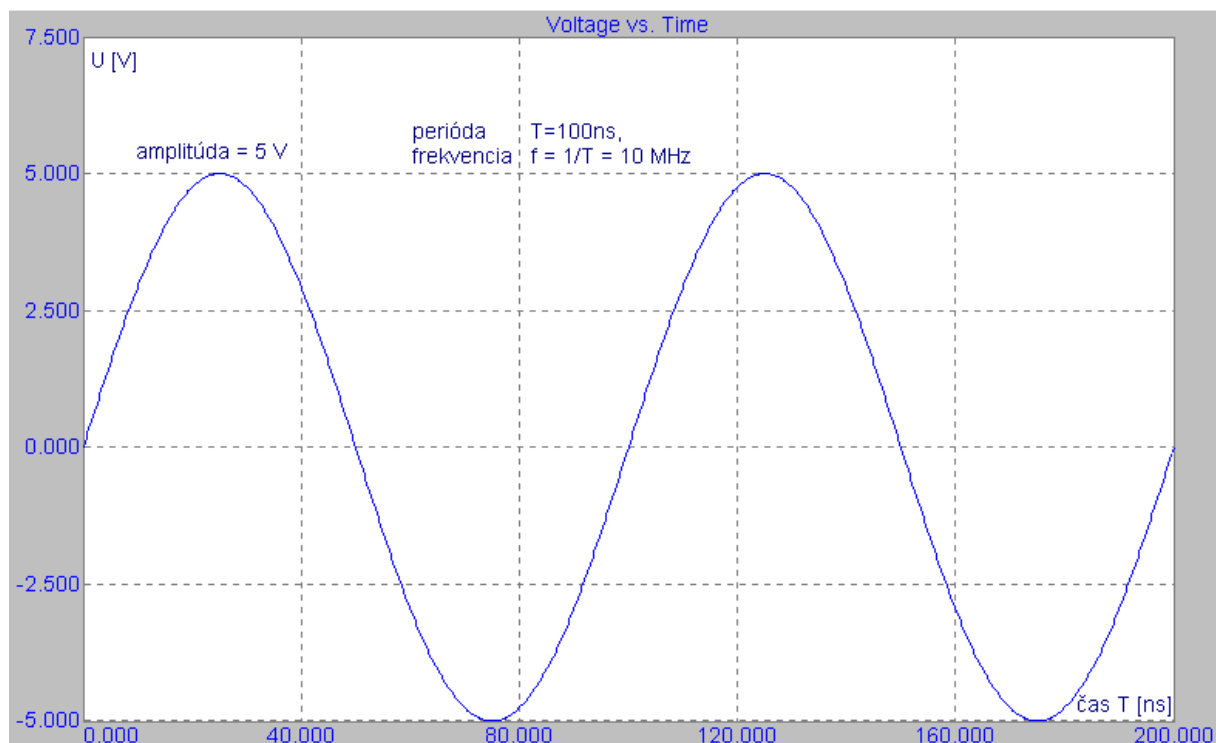 Voltage vs. Time
7.500
U [V]
perióda T=100ns,
amplitúda = 5 V
frekvencia f = 1/T = 10 MHz
5.000
2.500
0.000
-2.500
čas T [ns]
-5.000
0.000 40.000 80.000 120.000 160.000 200.000